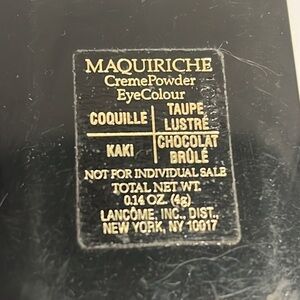 MAQUIRICHE
CremePowder
EyeColour
COQUILLE
TAUPE
LUSTRÉ
KAKI
CHOCOLAT
BRÛLÉ
NOT FOR INDIVIDUAL SALE
TOTAL NET WT.
0.14 OZ. (4g)
LANCÔME, INC., DIST.,
NEW YORK, NY 10017